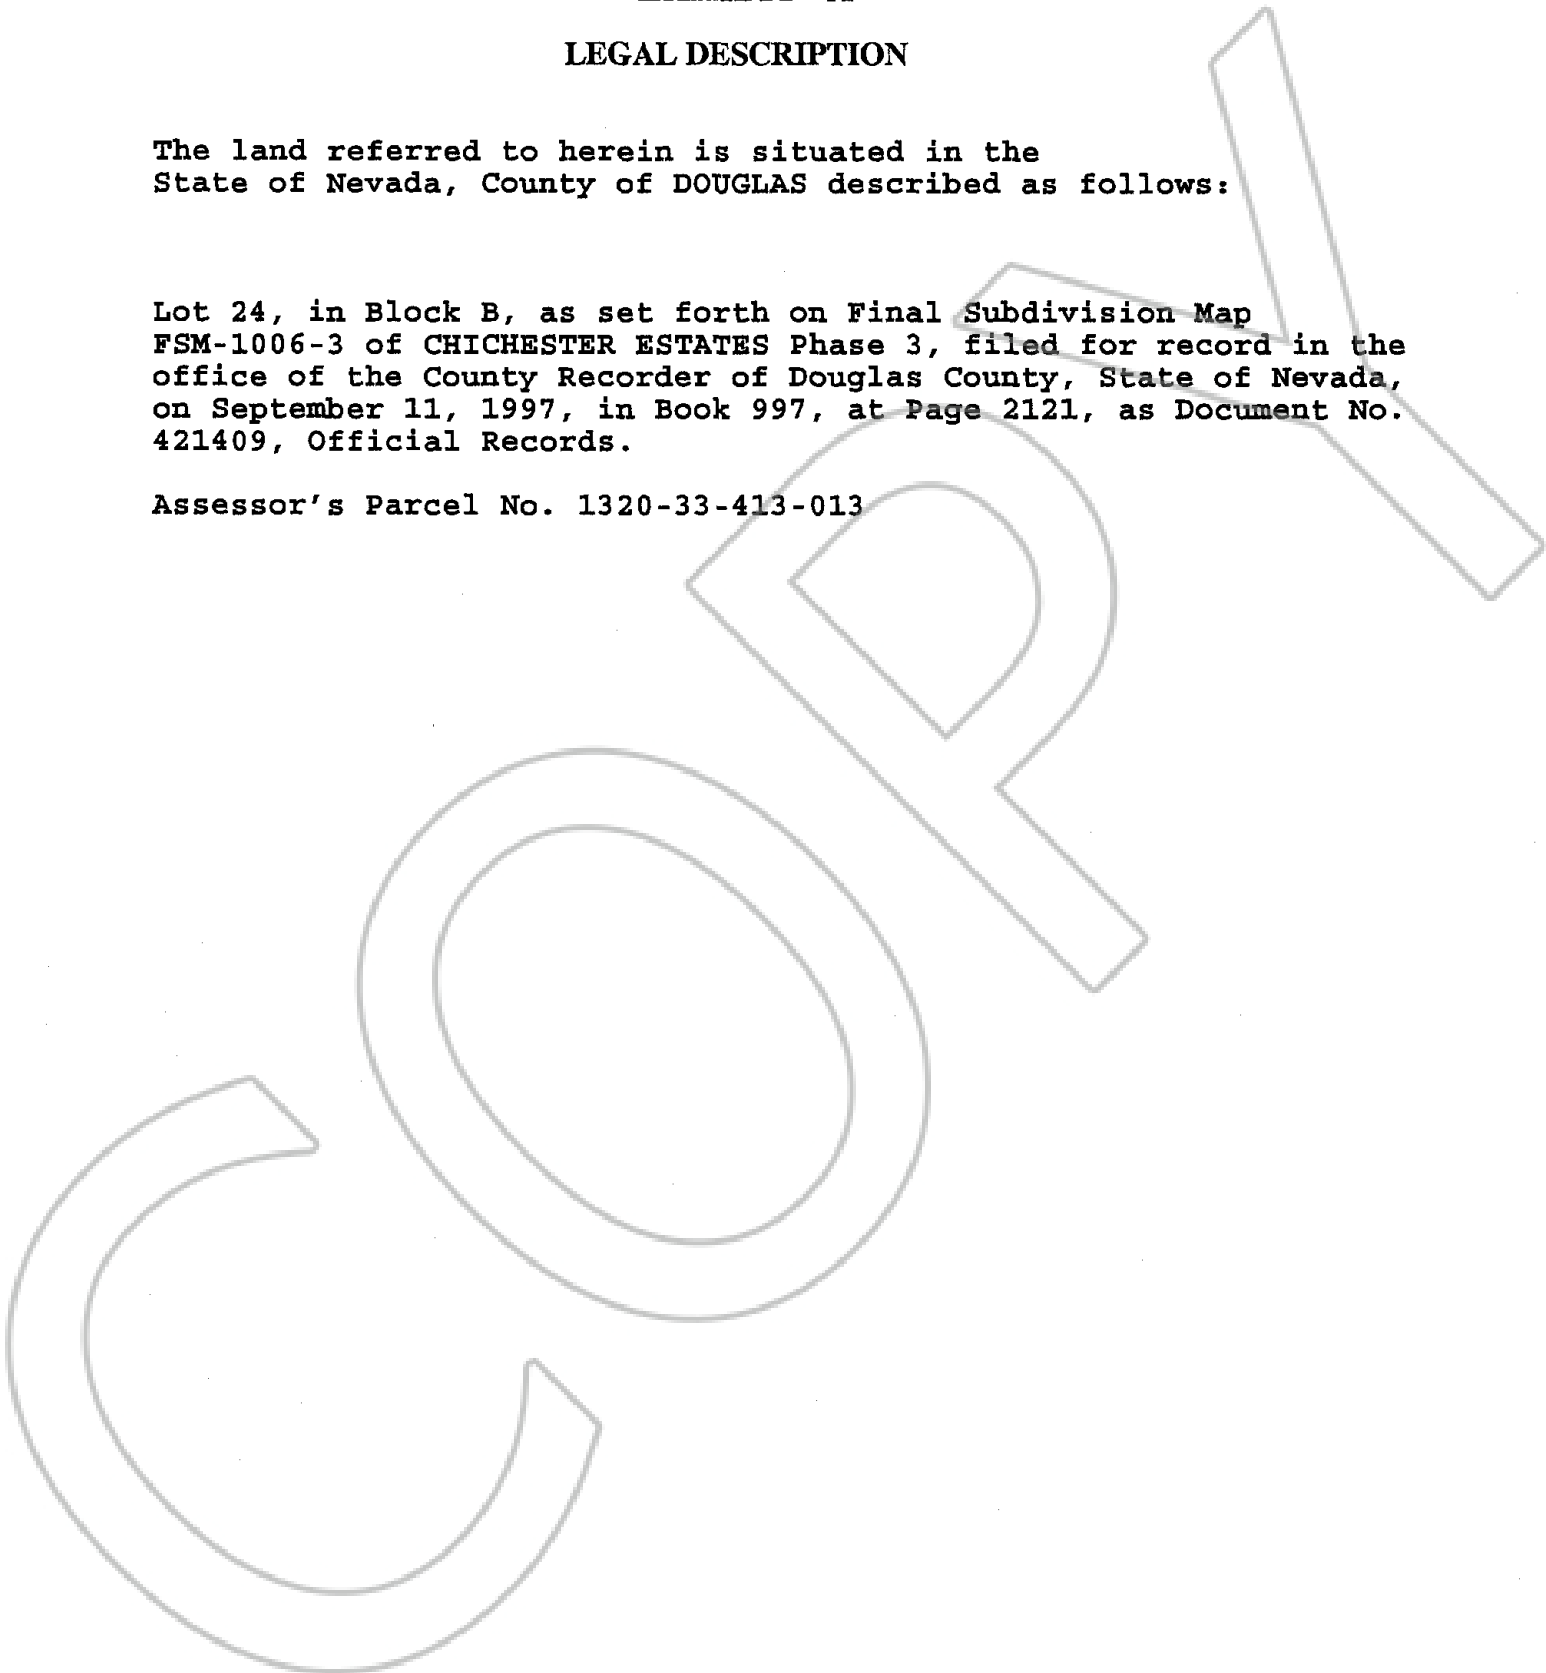 LEGAL DESCRIPTION
The land referred to herein is situated in the
State of Nevada, County of DOUGLAS described as follows:
Lot 24, in Block B, as set forth on Final Subdivision Map
FSM-1006-3 of CHICHESTER ESTATES Phase 3, filed for record in the
office of the County Recorder of Douglas County, State of Nevada,
on September 11, 1997, in Book 997, at Page 2121, as Document No.
421409, Official Records.
Assessor's Parcel No. 1320-33-413-013
COPY